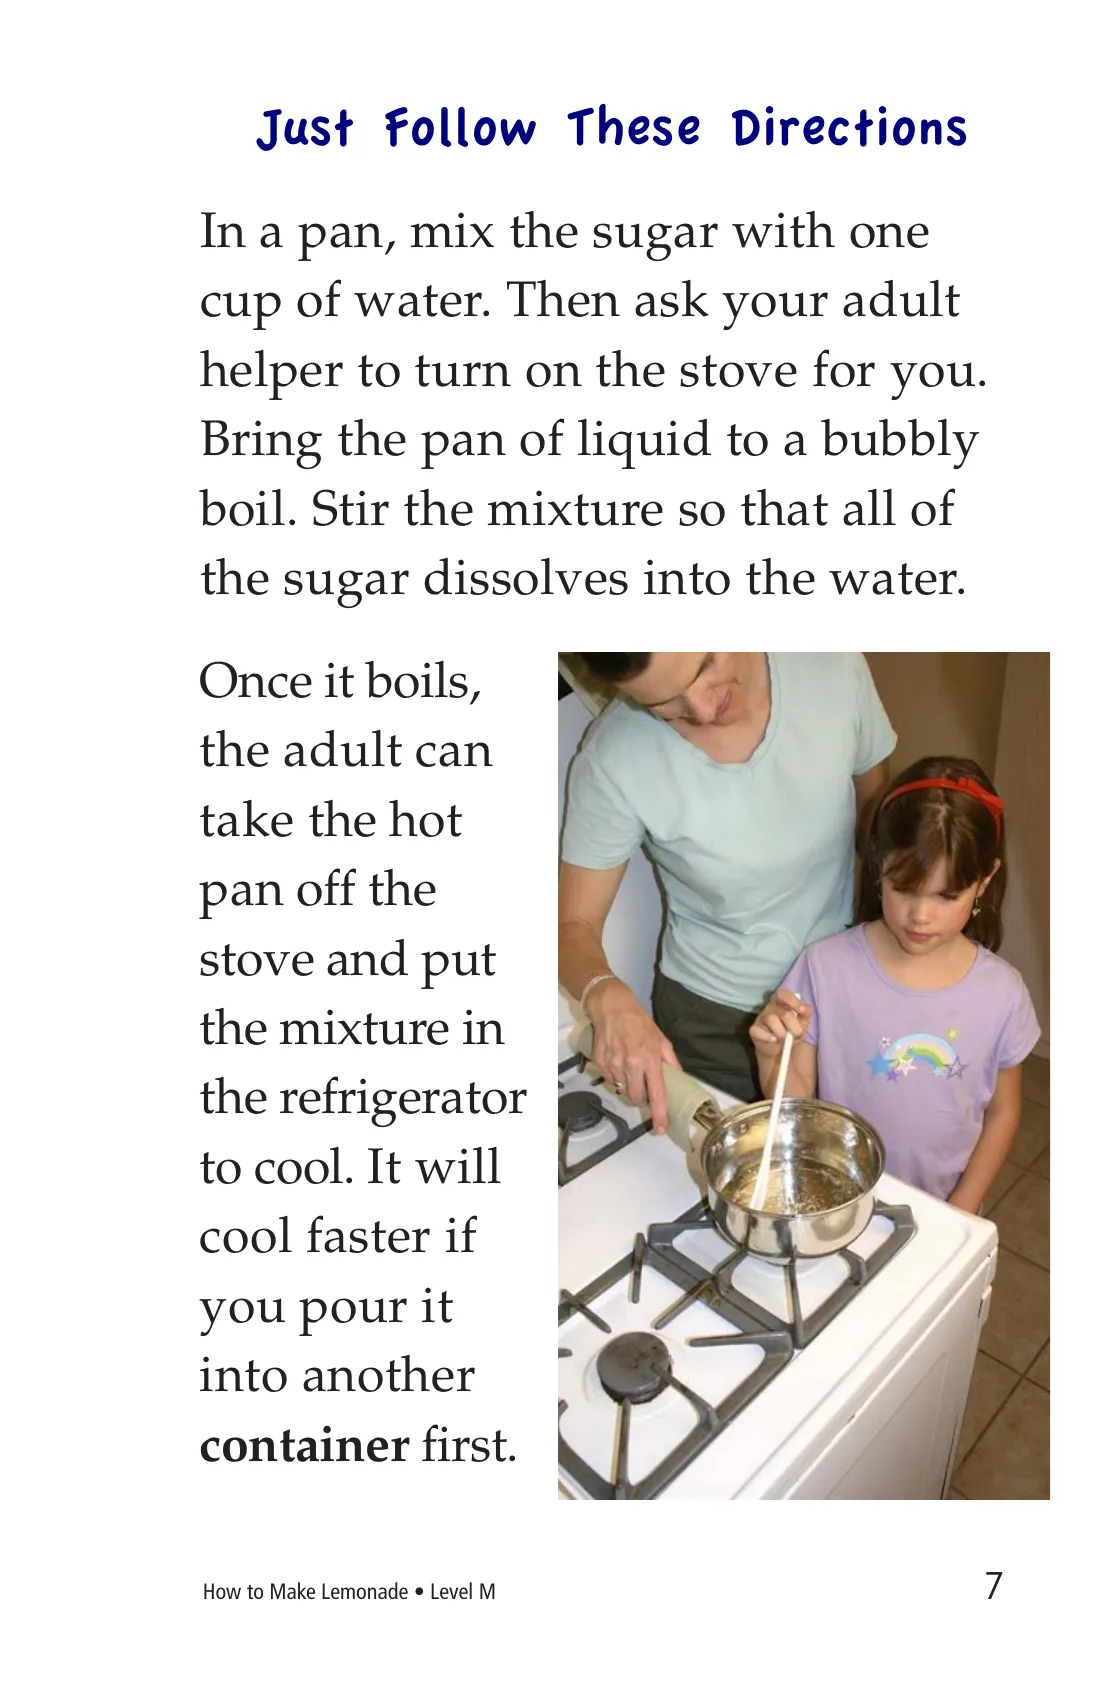 Just Follow These Directions
In a pan, mix the sugar with one
cup of water. Then ask your adult
helper to turn on the stove for you.
Bring the pan of liquid to a bubbly
boil. Stir the mixture so that all of
the sugar dissolves into the water.
Once it boils,
the adult can
take the hot
pan off the
stove and put
the mixture in
the refrigerator
to cool. It will
cool faster if
you pour it
into another
container first.
How to Make Lemonade • Level M
7